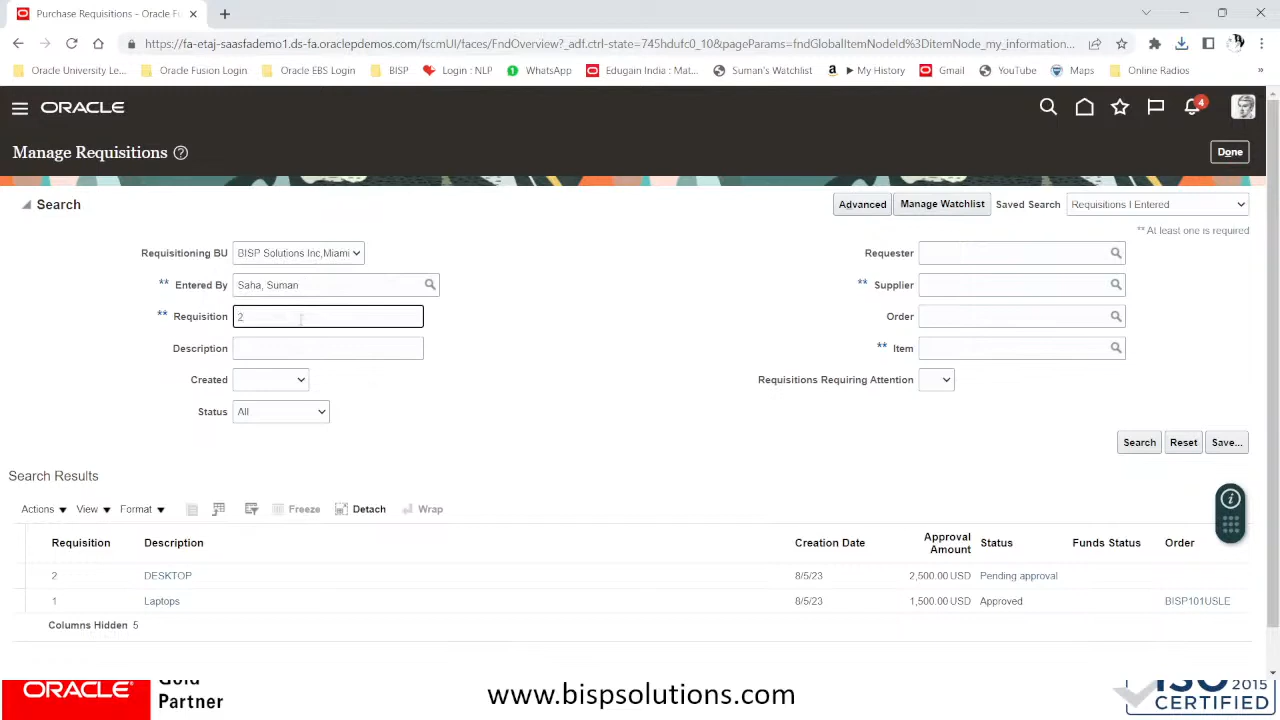 Purchase Requisitions - Oracle F
https://fa-etaj-saasfademo1.ds-fa.oraclepdemos.com/fscmUI/faces/FndOverview?_adf.ctrl-state=745hdufc0_10&pageParams=fndGlobalItemNodeId%3DitemNode_my_information...
Oracle University Le... Oracle Fusion Login Oracle EBS Login BISP Login : NLP WhatsApp Edugain India : Mat... Suman's Watchlist My History Gmail YouTube Maps Online Radios »
ORACLE 4
Manage Requisitions Done
Search Advanced Manage Watchlist Saved Search Requisitions I Entered
** At least one is required
Requisitioning BU BISP Solutions Inc,Miami Requester
** Entered By Saha, Suman ** Supplier
** Requisition 2 Order
Description ** Item
Created Requisitions Requiring Attention
Status All
Search Reset Save...
Search Results
Actions View Format Freeze Detach Wrap
Requisition Description Creation Date Approval Amount Status Funds Status Order
2 DESKTOP 8/5/23 2,500.00 USD Pending approval
1 Laptops 8/5/23 1,500.00 USD Approved BISP101USLE
Columns Hidden 5
ORACLE Gold Partner
www.bispsolutions.com
ISO 2015 CERTIFIED